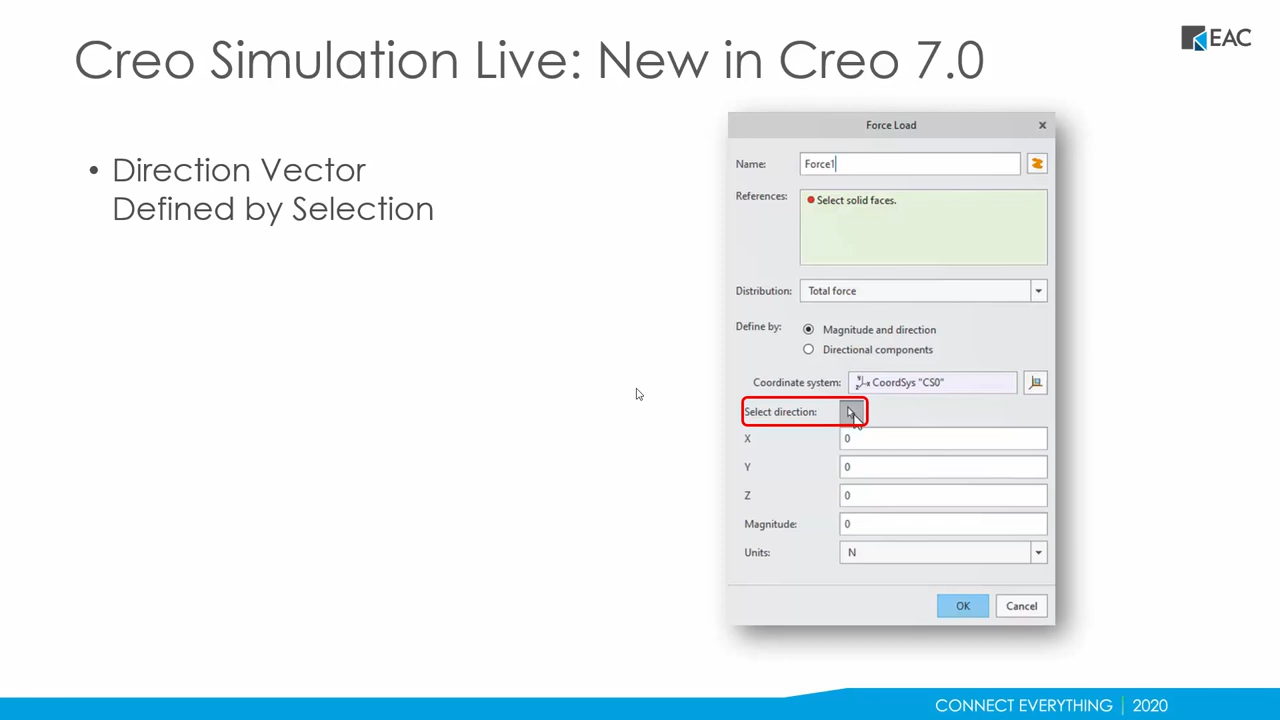 Creo Simulation Live: New in Creo 7.0
EAC
• Direction Vector
Defined by Selection
Force Load
Name: Force1
References: Select solid faces.
Distribution: Total force
Define by: Magnitude and direction
Directional components
Coordinate system: CoordSys "CS0"
Select direction:
X 0
Y 0
Z 0
Magnitude: 0
Units: N
OK Cancel
CONNECT EVERYTHING | 2020